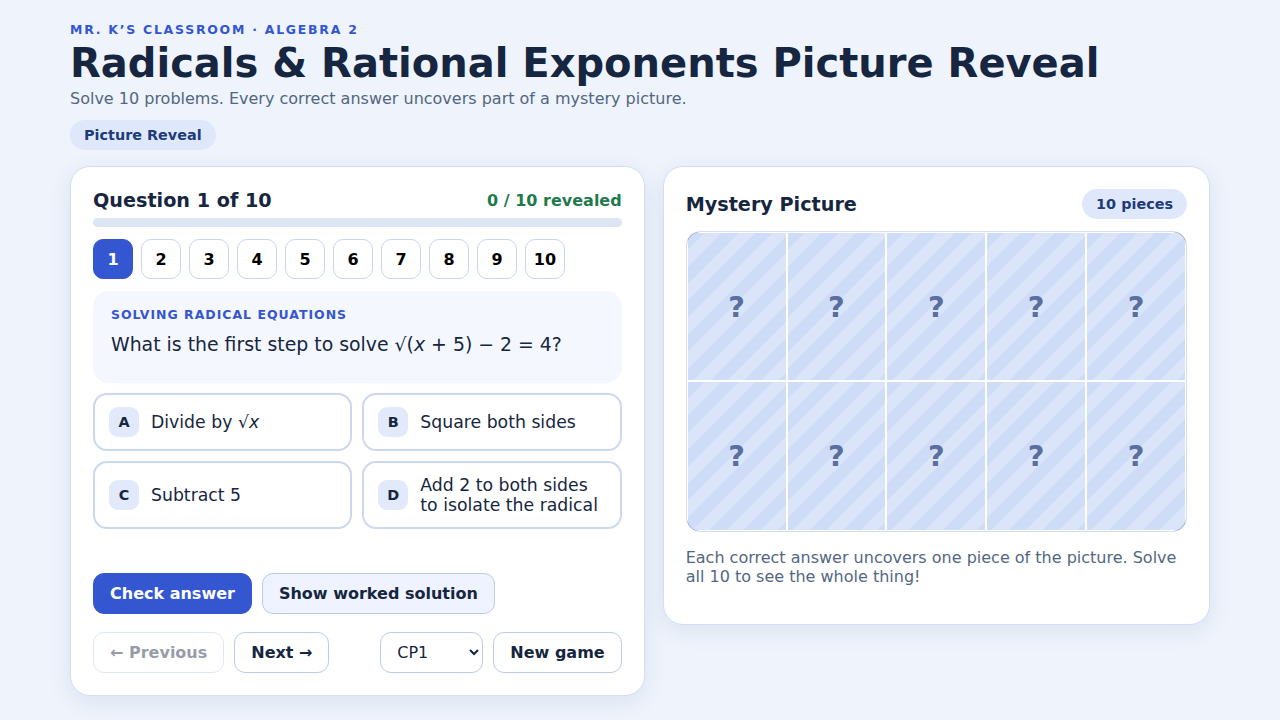 MR. K’S CLASSROOM · ALGEBRA 2
Radicals & Rational Exponents Picture Reveal
Solve 10 problems. Every correct answer uncovers part of a mystery picture.
Picture Reveal
Question 1 of 10
0 / 10 revealed
1 2 3 4 5 6 7 8 9 10
SOLVING RADICAL EQUATIONS
What is the first step to solve √(x + 5) − 2 = 4?
A Divide by √x
B Square both sides
C Subtract 5
D Add 2 to both sides
to isolate the radical
Check answer
Show worked solution
← Previous
Next →
CP1
New game
Mystery Picture
10 pieces
? ? ? ? ?
? ? ? ? ?
Each correct answer uncovers one piece of the picture. Solve
all 10 to see the whole thing!